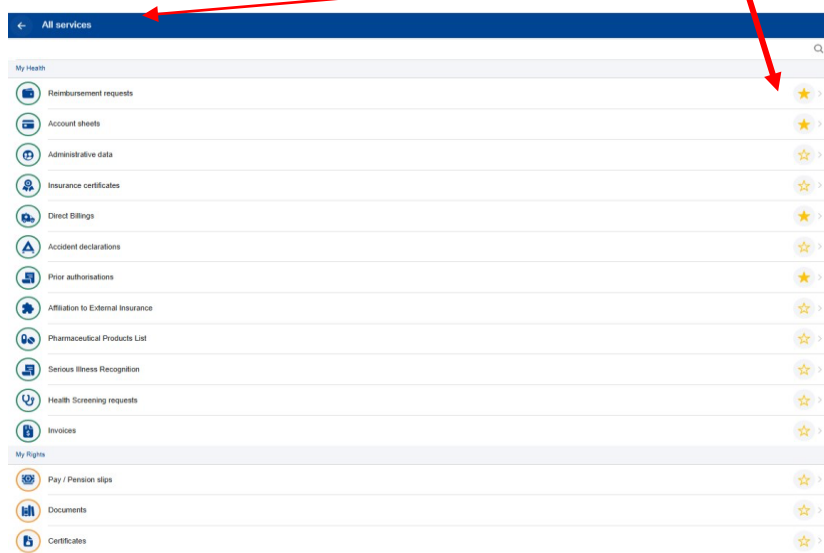 All services
My Health
Reimbursement requests
Account sheets
Administrative data
Insurance certificates
Direct Billings
Accident declarations
Prior authorisations
Affiliation to External Insurance
Pharmaceutical Products List
Serious Illness Recognition
Health Screening requests
Invoices
My Rights
Pay / Pension slips
Documents
Certificates